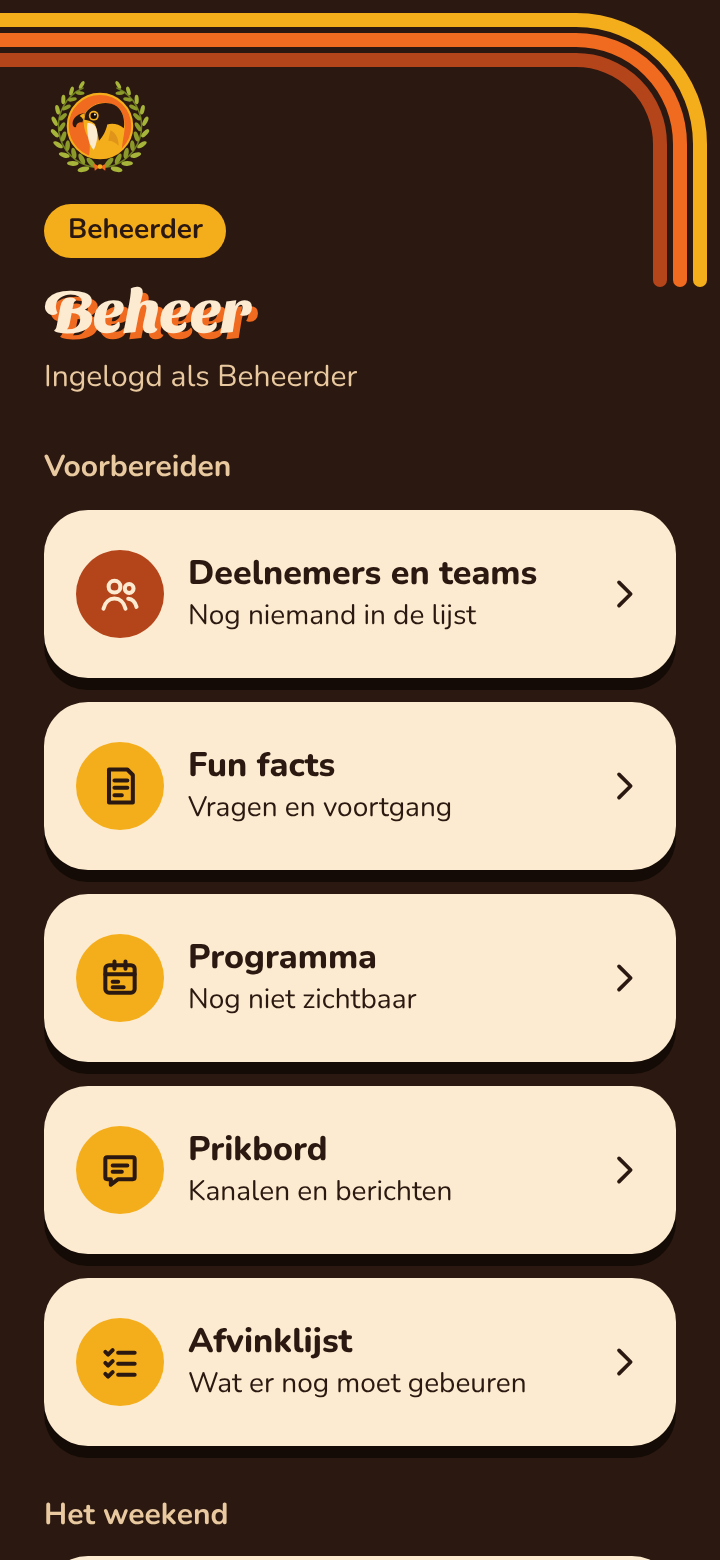 Beheerder
Beheer
Ingelogd als Beheerder
Voorbereiden
Deelnemers en teams
Nog niemand in de lijst
Fun facts
Vragen en voortgang
Programma
Nog niet zichtbaar
Prikbord
Kanalen en berichten
Afvinklijst
Wat er nog moet gebeuren
Het weekend